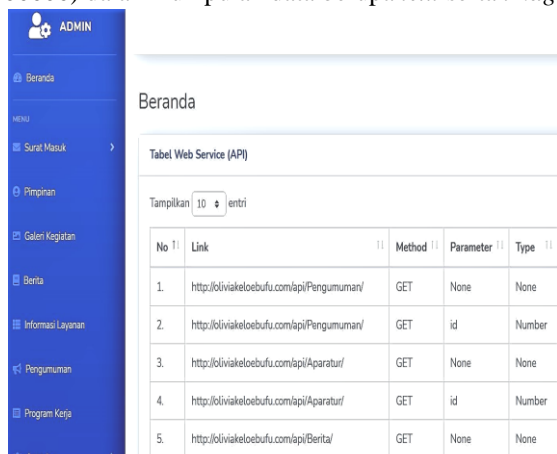 ADMIN
Beranda
MENU
Surat Masuk
Pimpinan
Galeri Kegiatan
Berita
Informasi Layanan
Pengumuman
Program Kerja
Beranda
Tabel Web Service (API)
Tampilkan 10 entri
No Link Method Parameter Type
1. http://oliviakeloebufu.com/api/Pengumuman/ GET None None
2. http://oliviakeloebufu.com/api/Pengumuman/ GET id Number
3. http://oliviakeloebufu.com/api/Aparatur/ GET None None
4. http://oliviakeloebufu.com/api/Aparatur/ GET id Number
5. http://oliviakeloebufu.com/api/Berita/ GET None None